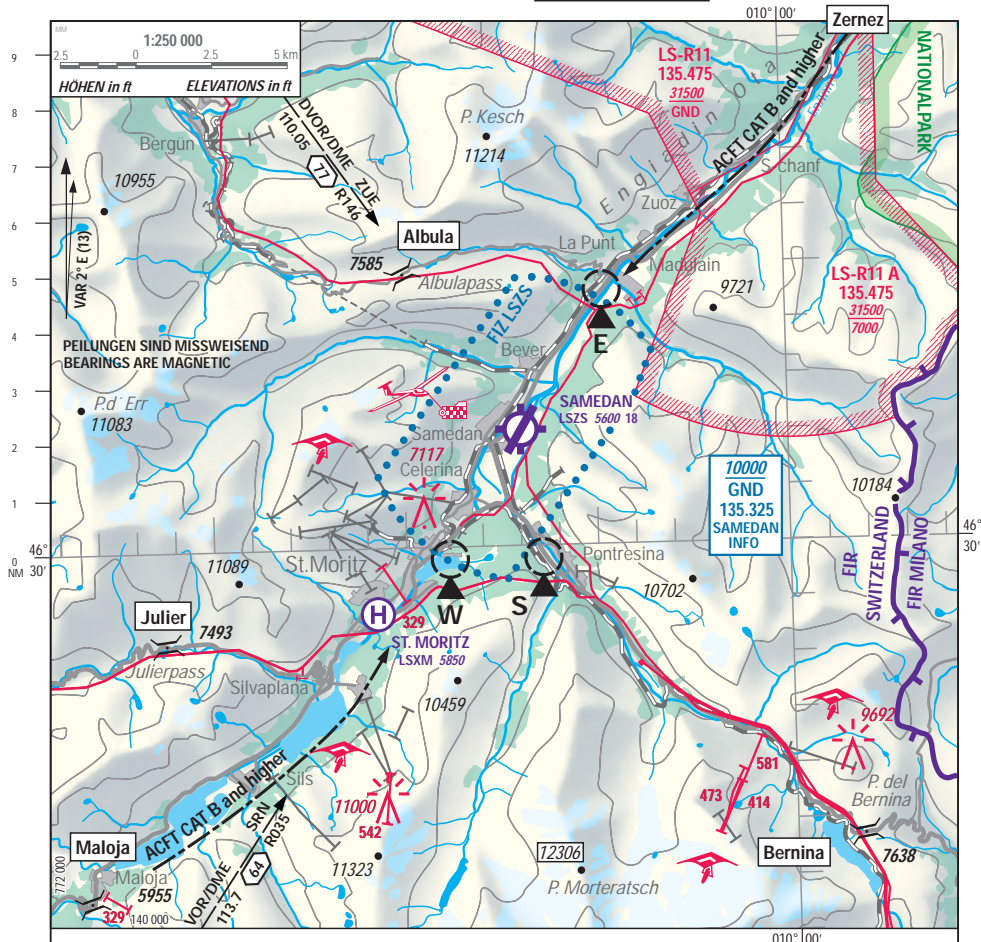 010° 00′
Zernez
MM
1:250 000
2.5 0 2.5 5 km
HÖHEN in ft ELEVATIONS in ft
9
8
7
6
5
4
3
2
1
0
NM
46°
30′
LS-R11
135.475
31500
GND
NATIONALPARK
ACFT CAT B and higher
Engiadin' Ota
DVOR/DME ZUE
110.05
77
R146
P. Kesch
11214
Bergün
10955
S-chanf
Zuoz
VAR 2° E (13)
Albula
7585
Albulapass
La Punt
Madulain
LS-R11 A
135.475
31500
7000
9721
FIZ LSZS
E
PEILUNGEN SIND MISSWEISEND
BEARINGS ARE MAGNETIC
Bever
P.d´ Err
11083
SAMEDAN
LSZS 5600 18
Samedan
7117
Celerina
10000
GND
135.325
SAMEDAN
INFO
10184
FIR
SWITZERLAND
FIR MILANO
46°
30′
St.Moritz
Pontresina
11089
10702
H
329
W
S
ST. MORITZ
LSXM 5850
Julier
7493
Julierpass
Silvaplana
10459
9692
581
473
414
P. del
Bernina
Sils
11000
542
ACFT CAT B and higher
SRN
R035
64
VOR/DME
113.7
Maloja
Maloja
5955
329
772 000
140 000
11323
12306
P. Morteratsch
Bernina
7638
010° 00′